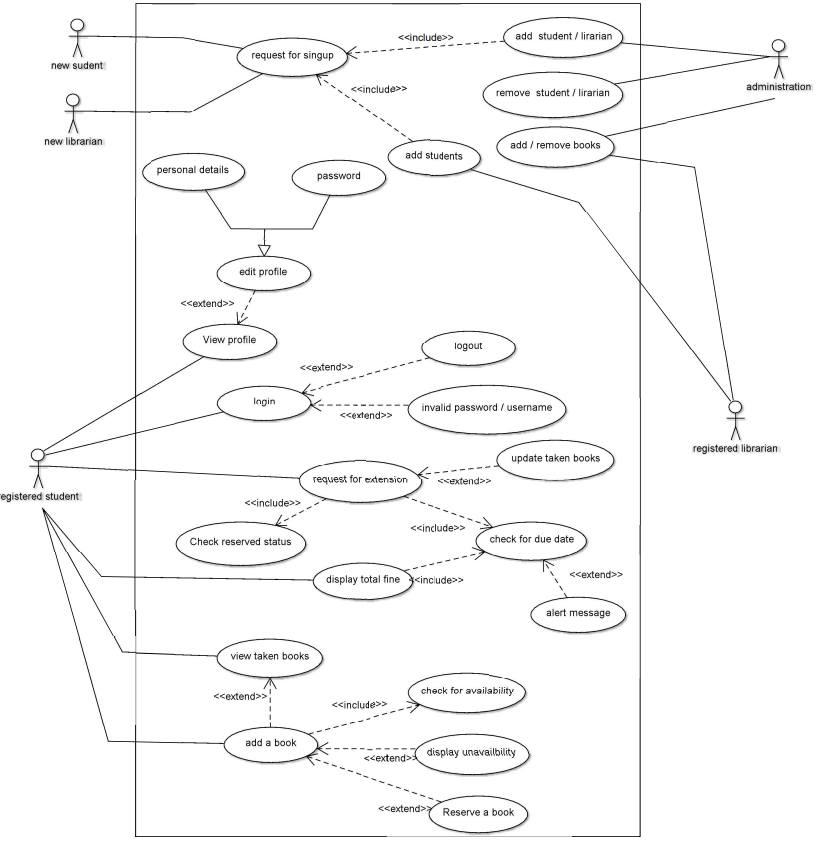 <<include>>
add student / lirarian
request for singup
new sudent
administration
<<include>>
remove student / lirarian
new librarian
add / remove books
add students
personal details
password
edit profile
<<extend>>
View profile
logout
<<extend>>
login
invalid password / username
<<extend>>
registered librarian
update taken books
request for extension
<<extend>>
registered student
<<include>>
<<include>>
Check reserved status
check for due date
<<extend>>
display total fine
<<include>>
alert message
view taken books
check for availability
<<extend>>
<<include>>
add a book
display unavailbility
<<extend>>
<<extend>>
Reserve a book